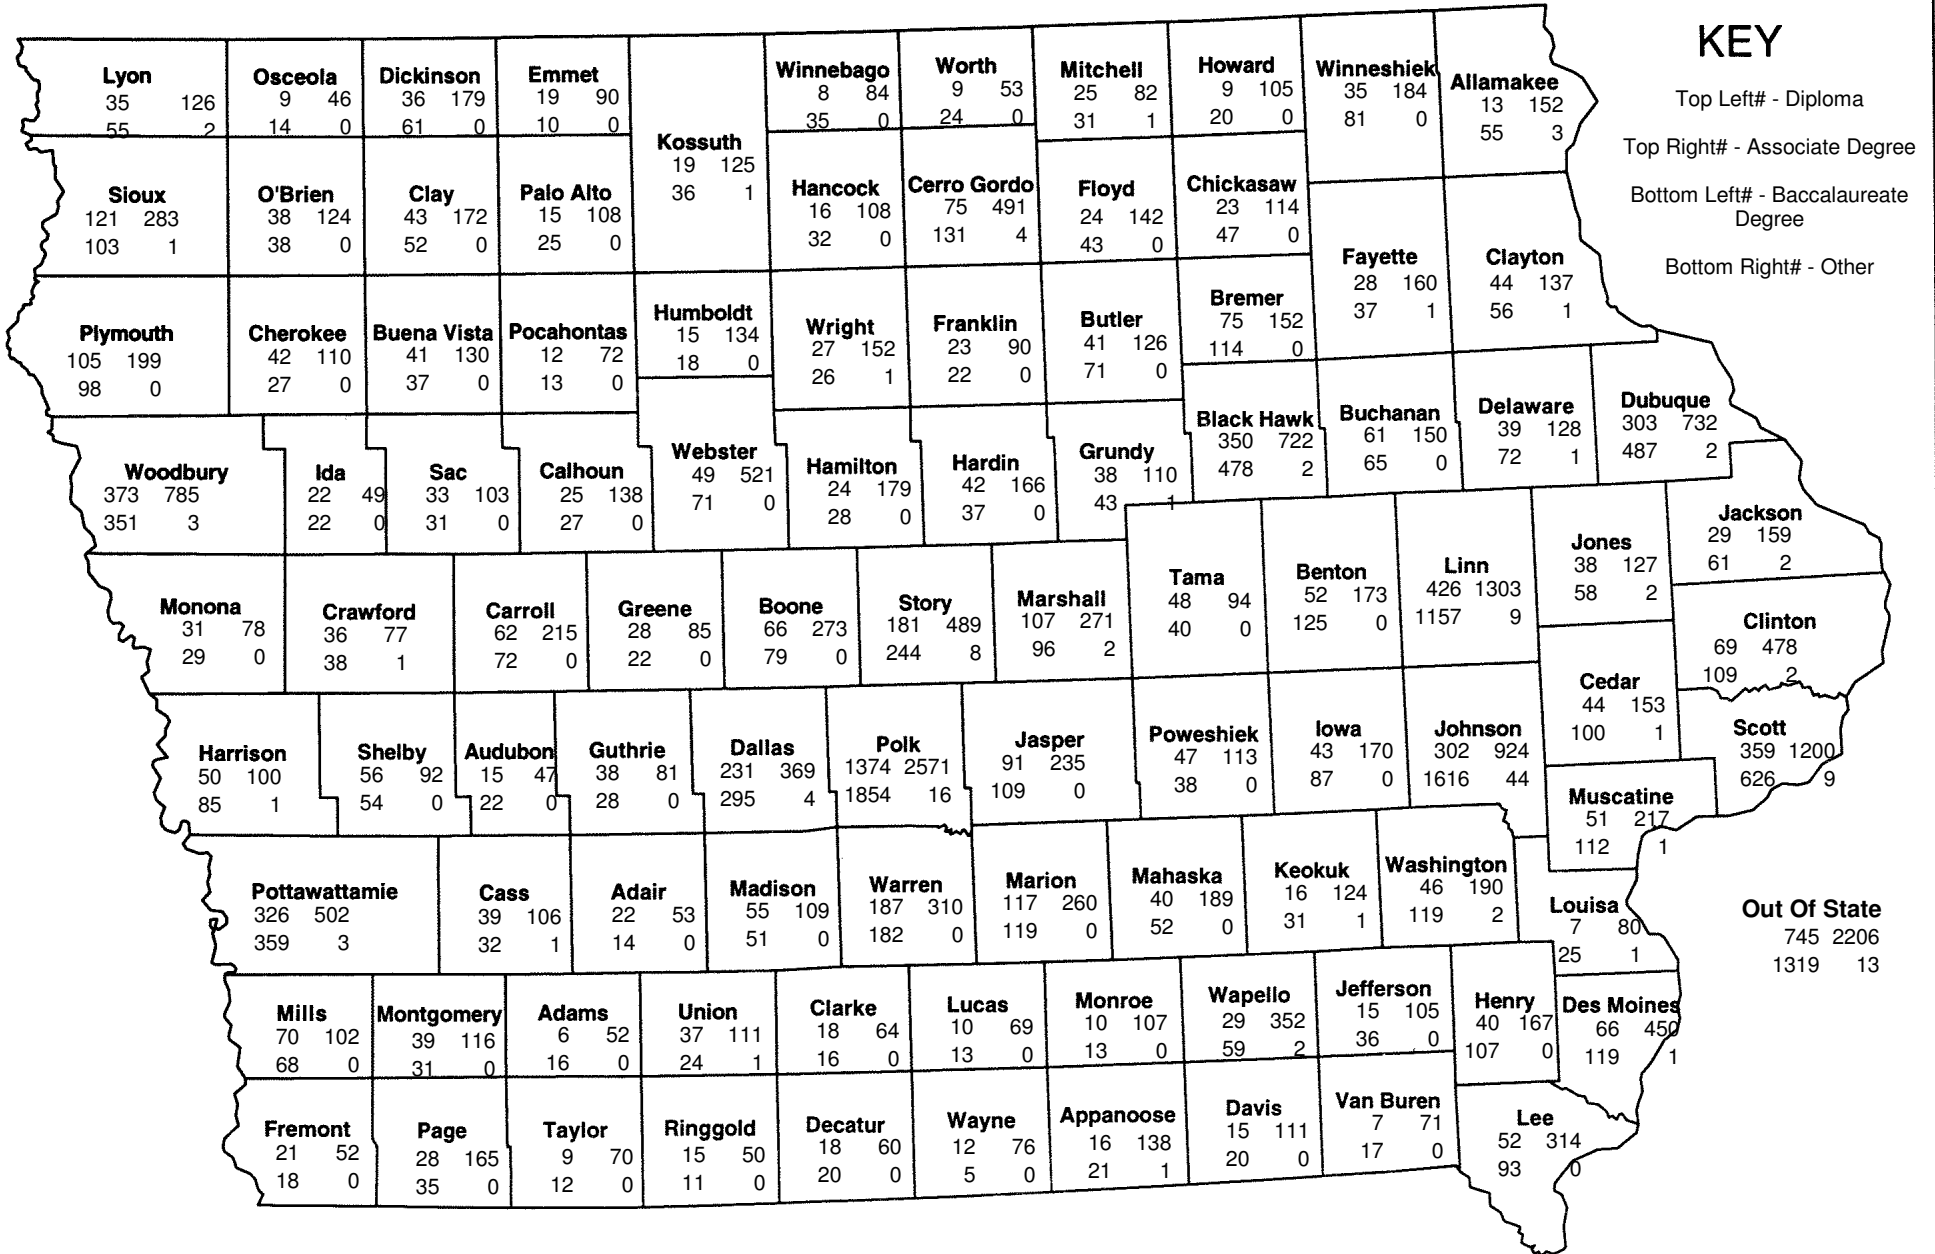 KEY
Top Left# - Diploma
Top Right# - Associate Degree
Bottom Left# - Baccalaureate
Degree
Bottom Right# - Other
Lyon
35 126
55 2
Osceola
9 46
14 0
Dickinson
36 179
61 0
Emmet
19 90
10 0
Kossuth
19 125
36 1
Winnebago
8 84
35 0
Worth
9 53
24 0
Mitchell
25 82
31 1
Howard
9 105
20 0
Winneshiek
35 184
81 0
Allamakee
13 152
55 3
Sioux
121 283
103 1
O'Brien
38 124
38 0
Clay
43 172
52 0
Palo Alto
15 108
25 0
Hancock
16 108
32 0
Cerro Gordo
75 491
131 4
Floyd
24 142
43 0
Chickasaw
23 114
47 0
Fayette
28 160
37 1
Clayton
44 137
56 1
Plymouth
105 199
98 0
Cherokee
42 110
27 0
Buena Vista
41 130
37 0
Pocahontas
12 72
13 0
Humboldt
15 134
18 0
Wright
27 152
26 1
Franklin
23 90
22 0
Butler
41 126
71 0
Bremer
75 152
114 0
Woodbury
373 785
351 3
Ida
22 49
22 0
Sac
33 103
31 0
Calhoun
25 138
27 0
Webster
49 521
71 0
Hamilton
24 179
28 0
Hardin
42 166
37 0
Grundy
38 110
43 1
Black Hawk
350 722
478 2
Buchanan
61 150
65 0
Delaware
39 128
72 1
Dubuque
303 732
487 2
Monona
31 78
29 0
Crawford
36 77
38 1
Carroll
62 215
72 0
Greene
28 85
22 0
Boone
66 273
79 0
Story
181 489
244 8
Marshall
107 271
96 2
Tama
48 94
40 0
Benton
52 173
125 0
Linn
426 1303
1157 9
Jones
38 127
58 2
Jackson
29 159
61 2
Clinton
69 478
109 2
Cedar
44 153
100 1
Harrison
50 100
85 1
Shelby
56 92
54 0
Audubon
15 47
22 0
Guthrie
38 81
28 0
Dallas
231 369
295 4
Polk
1374 2571
1854 16
Jasper
91 235
109 0
Poweshiek
47 113
38 0
Iowa
43 170
87 0
Johnson
302 924
1616 44
Scott
359 1200
626 9
Muscatine
51 217
112 1
Pottawattamie
326 502
359 3
Cass
39 106
32 1
Adair
22 53
14 0
Madison
55 109
51 0
Warren
187 310
182 0
Marion
117 260
119 0
Mahaska
40 189
52 0
Keokuk
16 124
31 1
Washington
46 190
119 2
Louisa
7 80
25 1
Out Of State
745 2206
1319 13
Mills
70 102
68 0
Montgomery
39 116
31 0
Adams
6 52
16 0
Union
37 111
24 1
Clarke
18 64
16 0
Lucas
10 69
13 0
Monroe
10 107
13 0
Wapello
29 352
59 2
Jefferson
15 105
36 0
Henry
40 167
107 0
Des Moines
66 450
119 1
Fremont
21 52
18 0
Page
28 165
35 0
Taylor
9 70
12 0
Ringgold
15 50
11 0
Decatur
18 60
20 0
Wayne
12 76
5 0
Appanoose
16 138
21 1
Davis
15 111
20 0
Van Buren
7 71
17 0
Lee
52 314
93 0